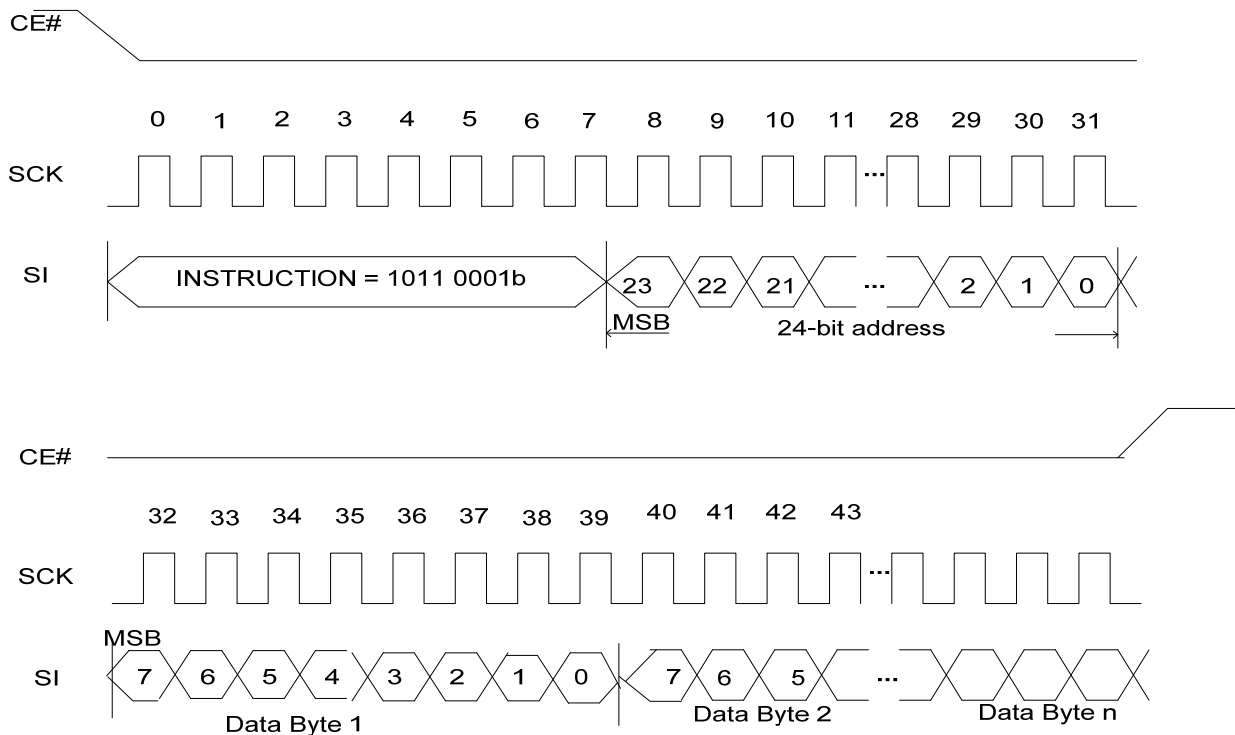 CE#
0 1 2 3 4 5 6 7 8 9 10 11 28 29 30 31
SCK ...
SI INSTRUCTION = 1011 0001b 23 22 21 ... 2 1 0
MSB 24-bit address
CE#
32 33 34 35 36 37 38 39 40 41 42 43
SCK ...
MSB
SI 7 6 5 4 3 2 1 0 7 6 5 ...
Data Byte 1 Data Byte 2 Data Byte n